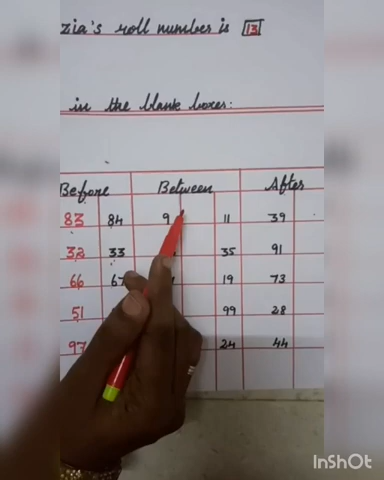 zia's roll number is 13
in the blank boxes:
Before Between After
83 84 9 11 39
32 33 35 91
66 67 19 73
51 99 28
97 24 44
InShOt